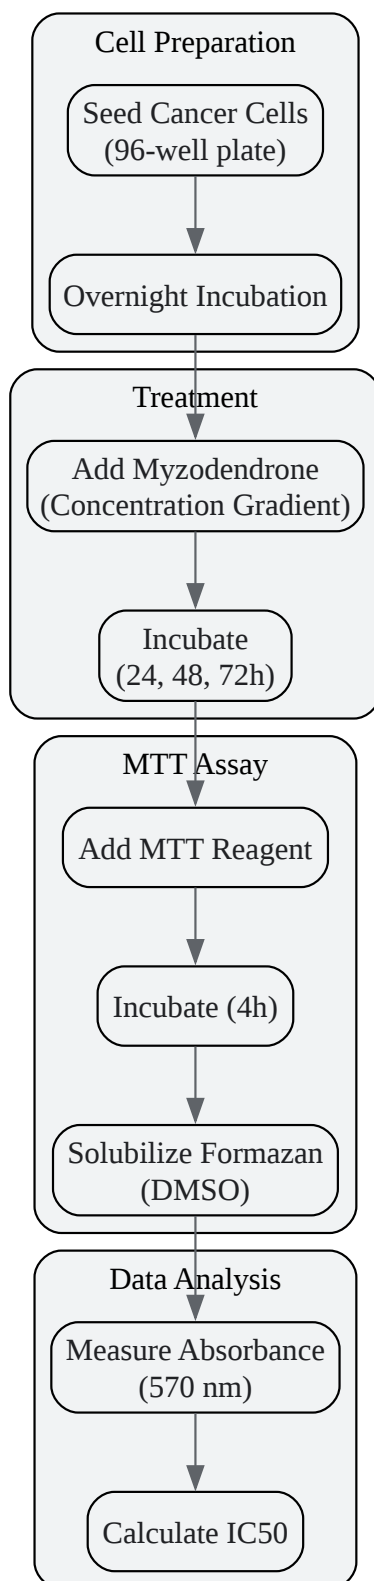 Cell Preparation
Seed Cancer Cells
(96-well plate)
Overnight Incubation
Treatment
Add Myzodendrone
(Concentration Gradient)
Incubate
(24, 48, 72h)
MTT Assay
Add MTT Reagent
Incubate (4h)
Solubilize Formazan
(DMSO)
Data Analysis
Measure Absorbance
(570 nm)
Calculate IC50